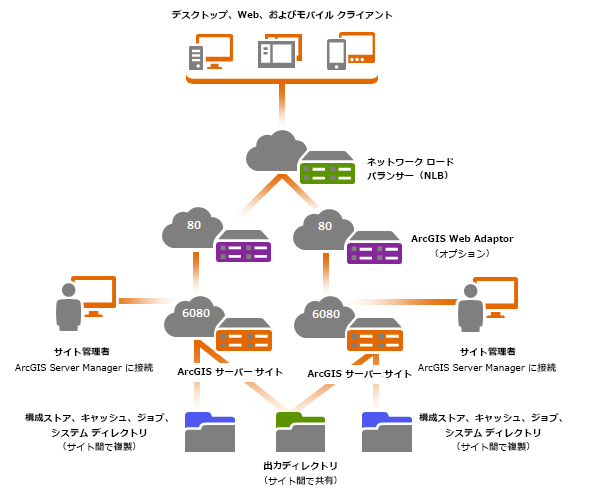 デスクトップ、Web、およびモバイル クライアント
ネットワーク ロード
バランサー（NLB）
80
80
ArcGIS Web Adaptor
（オプション）
6080
6080
サイト管理者
ArcGIS Server Manager に接続
サイト管理者
ArcGIS Server Manager に接続
ArcGIS サーバー サイト
ArcGIS サーバー サイト
構成ストア、キャッシュ、ジョブ、
システム ディレクトリ
（サイト間で複製）
構成ストア、キャッシュ、ジョブ、
システム ディレクトリ
（サイト間で複製）
出力ディレクトリ
（サイト間で共有）